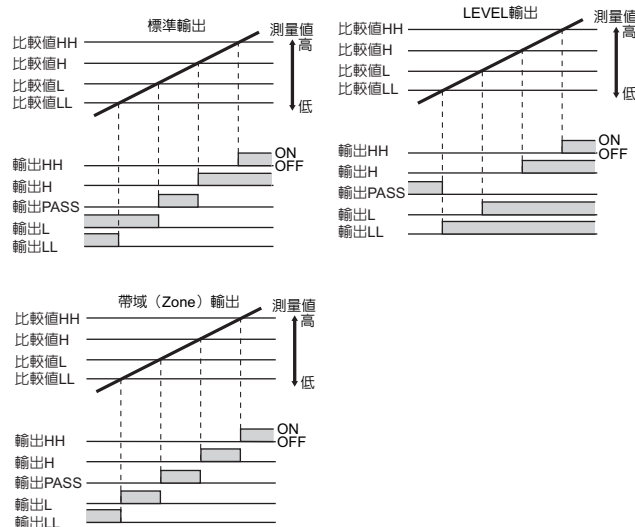 標準輸出
測量值
比較值HH
高
比較值H
比較值L
比較值LL
低
ON
輸出HH
OFF
輸出H
輸出PASS
輸出L
輸出LL
LEVEL輸出
測量值
比較值HH
高
比較值H
比較值L
比較值LL
低
ON
輸出HH
OFF
輸出H
輸出PASS
輸出L
輸出LL
帶域（Zone）輸出
測量值
比較值HH
高
比較值H
比較值L
比較值LL
低
ON
輸出HH
OFF
輸出H
輸出PASS
輸出L
輸出LL